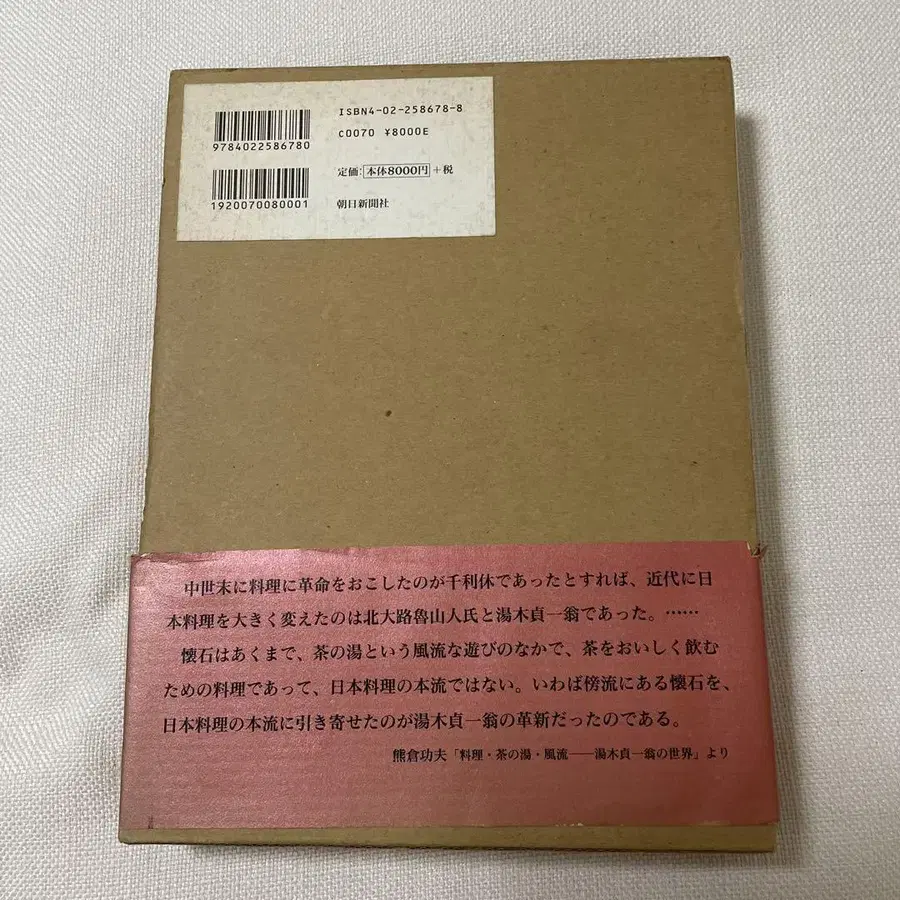 ISBN4-02-258678-8
C0070 ¥8000E
9784022586780
定価：本体8000円＋税
1920070080001
朝日新聞社
中世末に料理に革命をおこしたのが千利休であったとすれば、近代に日
本料理を大きく変えたのは北大路魯山人氏と湯木貞一翁であった。……
懐石はあくまで、茶の湯という風流な遊びのなかで、茶をおいしく飲む
ための料理であって、日本料理の本流ではない。いわば傍流にある懐石を、
日本料理の本流に引き寄せたのが湯木貞一翁の革新だったのである。
熊倉功夫「料理・茶の湯・風流――湯木貞一翁の世界」より